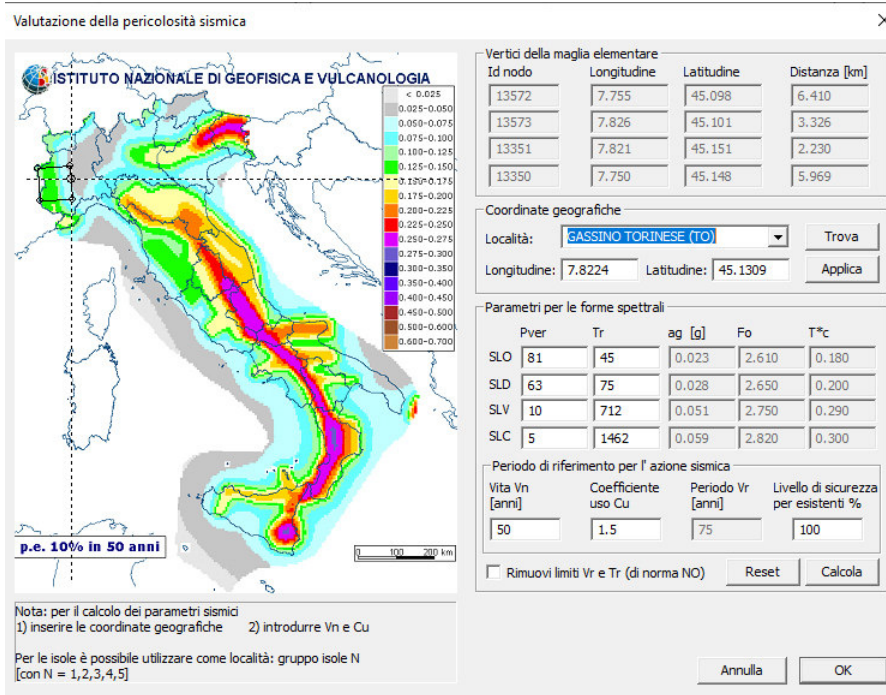 Valutazione della pericolosità sismica
ISTITUTO NAZIONALE DI GEOFISICA E VULCANOLOGIA
< 0.025
0.025-0.050
0.050-0.075
0.075-0.100
0.100-0.125
0.125-0.150
0.150-0.175
0.175-0.200
0.200-0.225
0.225-0.250
0.250-0.275
0.275-0.300
0.300-0.350
0.350-0.400
0.400-0.450
0.450-0.500
0.500-0.600
0.600-0.700
p.e. 10% in 50 anni
0 100 200 km
Nota: per il calcolo dei parametri sismici
1) inserire le coordinate geografiche 2) introdurre Vn e Cu
Per le isole è possibile utilizzare come località: gruppo isole N
[con N = 1,2,3,4,5]
Vertici della maglia elementare
Id nodo Longitudine Latitudine Distanza [km]
13572 7.755 45.098 6.410
13573 7.826 45.101 3.326
13351 7.821 45.151 2.230
13350 7.750 45.148 5.969
Coordinate geografiche
Località: GASSINO TORINESE (TO) Trova
Longitudine: 7.8224 Latitudine: 45.1309 Applica
Parametri per le forme spettrali
Pver Tr ag [g] Fo T*c
SLO 81 45 0.023 2.610 0.180
SLD 63 75 0.028 2.650 0.200
SLV 10 712 0.051 2.750 0.290
SLC 5 1462 0.059 2.820 0.300
Periodo di riferimento per l' azione sismica
Vita Vn Coefficiente Periodo Vr Livello di sicurezza
[anni] uso Cu [anni] per esistenti %
50 1.5 75 100
Rimuovi limiti Vr e Tr (di norma NO) Reset Calcola
Annulla OK